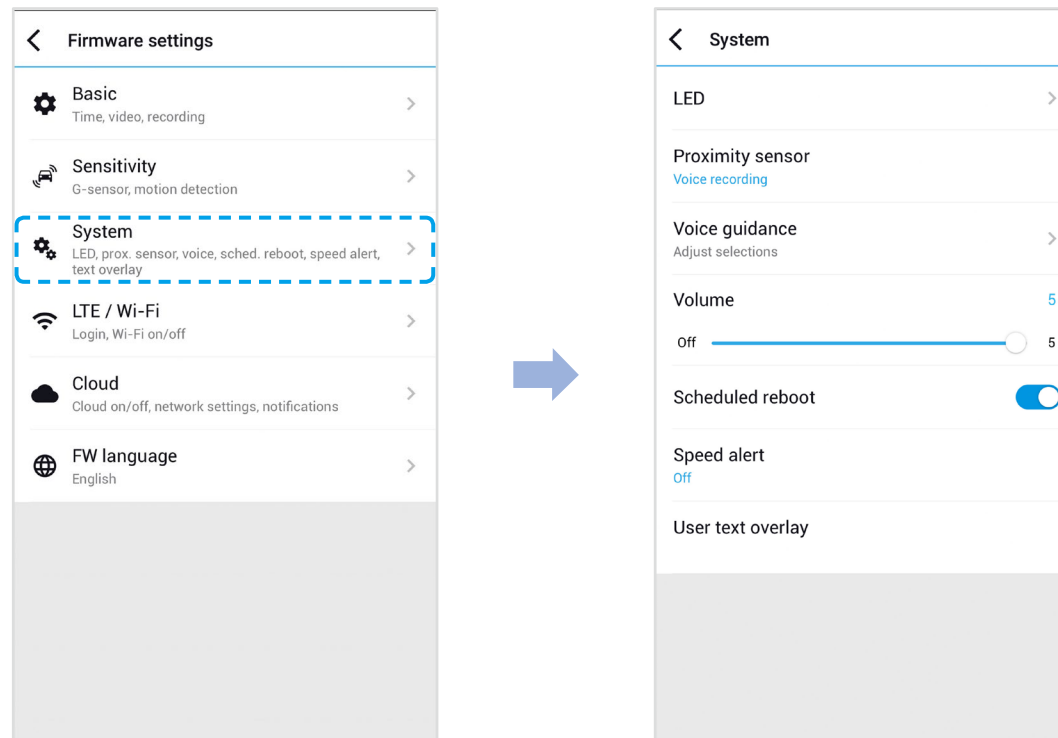 Firmware settings
Basic
Time, video, recording
Sensitivity
G-sensor, motion detection
System
LED, prox. sensor, voice, sched. reboot, speed alert,
text overlay
LTE / Wi-Fi
Login, Wi-Fi on/off
Cloud
Cloud on/off, network settings, notifications
FW language
English
System
LED
Proximity sensor
Voice recording
Voice guidance
Adjust selections
Volume 5
Off 5
Scheduled reboot
Speed alert
Off
User text overlay